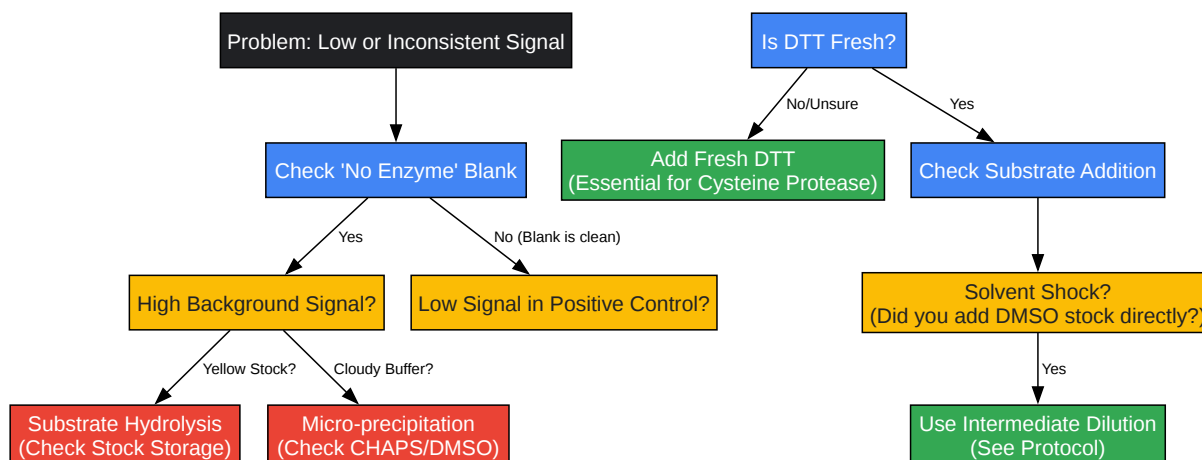 Problem: Low or Inconsistent Signal
Is DTT Fresh?
No/Unsure
Yes
Check 'No Enzyme' Blank
Add Fresh DTT
(Essential for Cysteine Protease)
Check Substrate Addition
Yes
No (Blank is clean)
High Background Signal?
Low Signal in Positive Control?
Solvent Shock?
(Did you add DMSO stock directly?)
Yellow Stock?
Cloudy Buffer?
Yes
Substrate Hydrolysis
(Check Stock Storage)
Micro-precipitation
(Check CHAPS/DMSO)
Use Intermediate Dilution
(See Protocol)